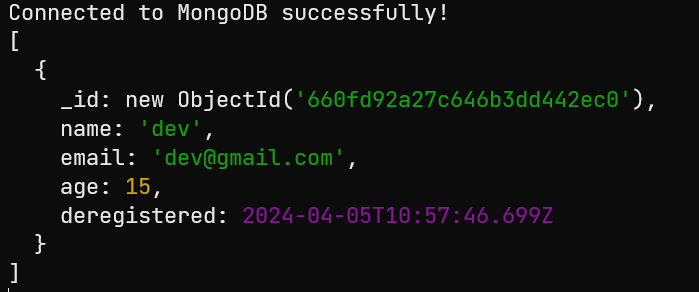 Connected to MongoDB successfully!
[
  {
    _id: new ObjectId('660fd92a27c646b3dd442ec0'),
    name: 'dev',
    email: 'dev@gmail.com',
    age: 15,
    deregistered: 2024-04-05T10:57:46.699Z
  }
]